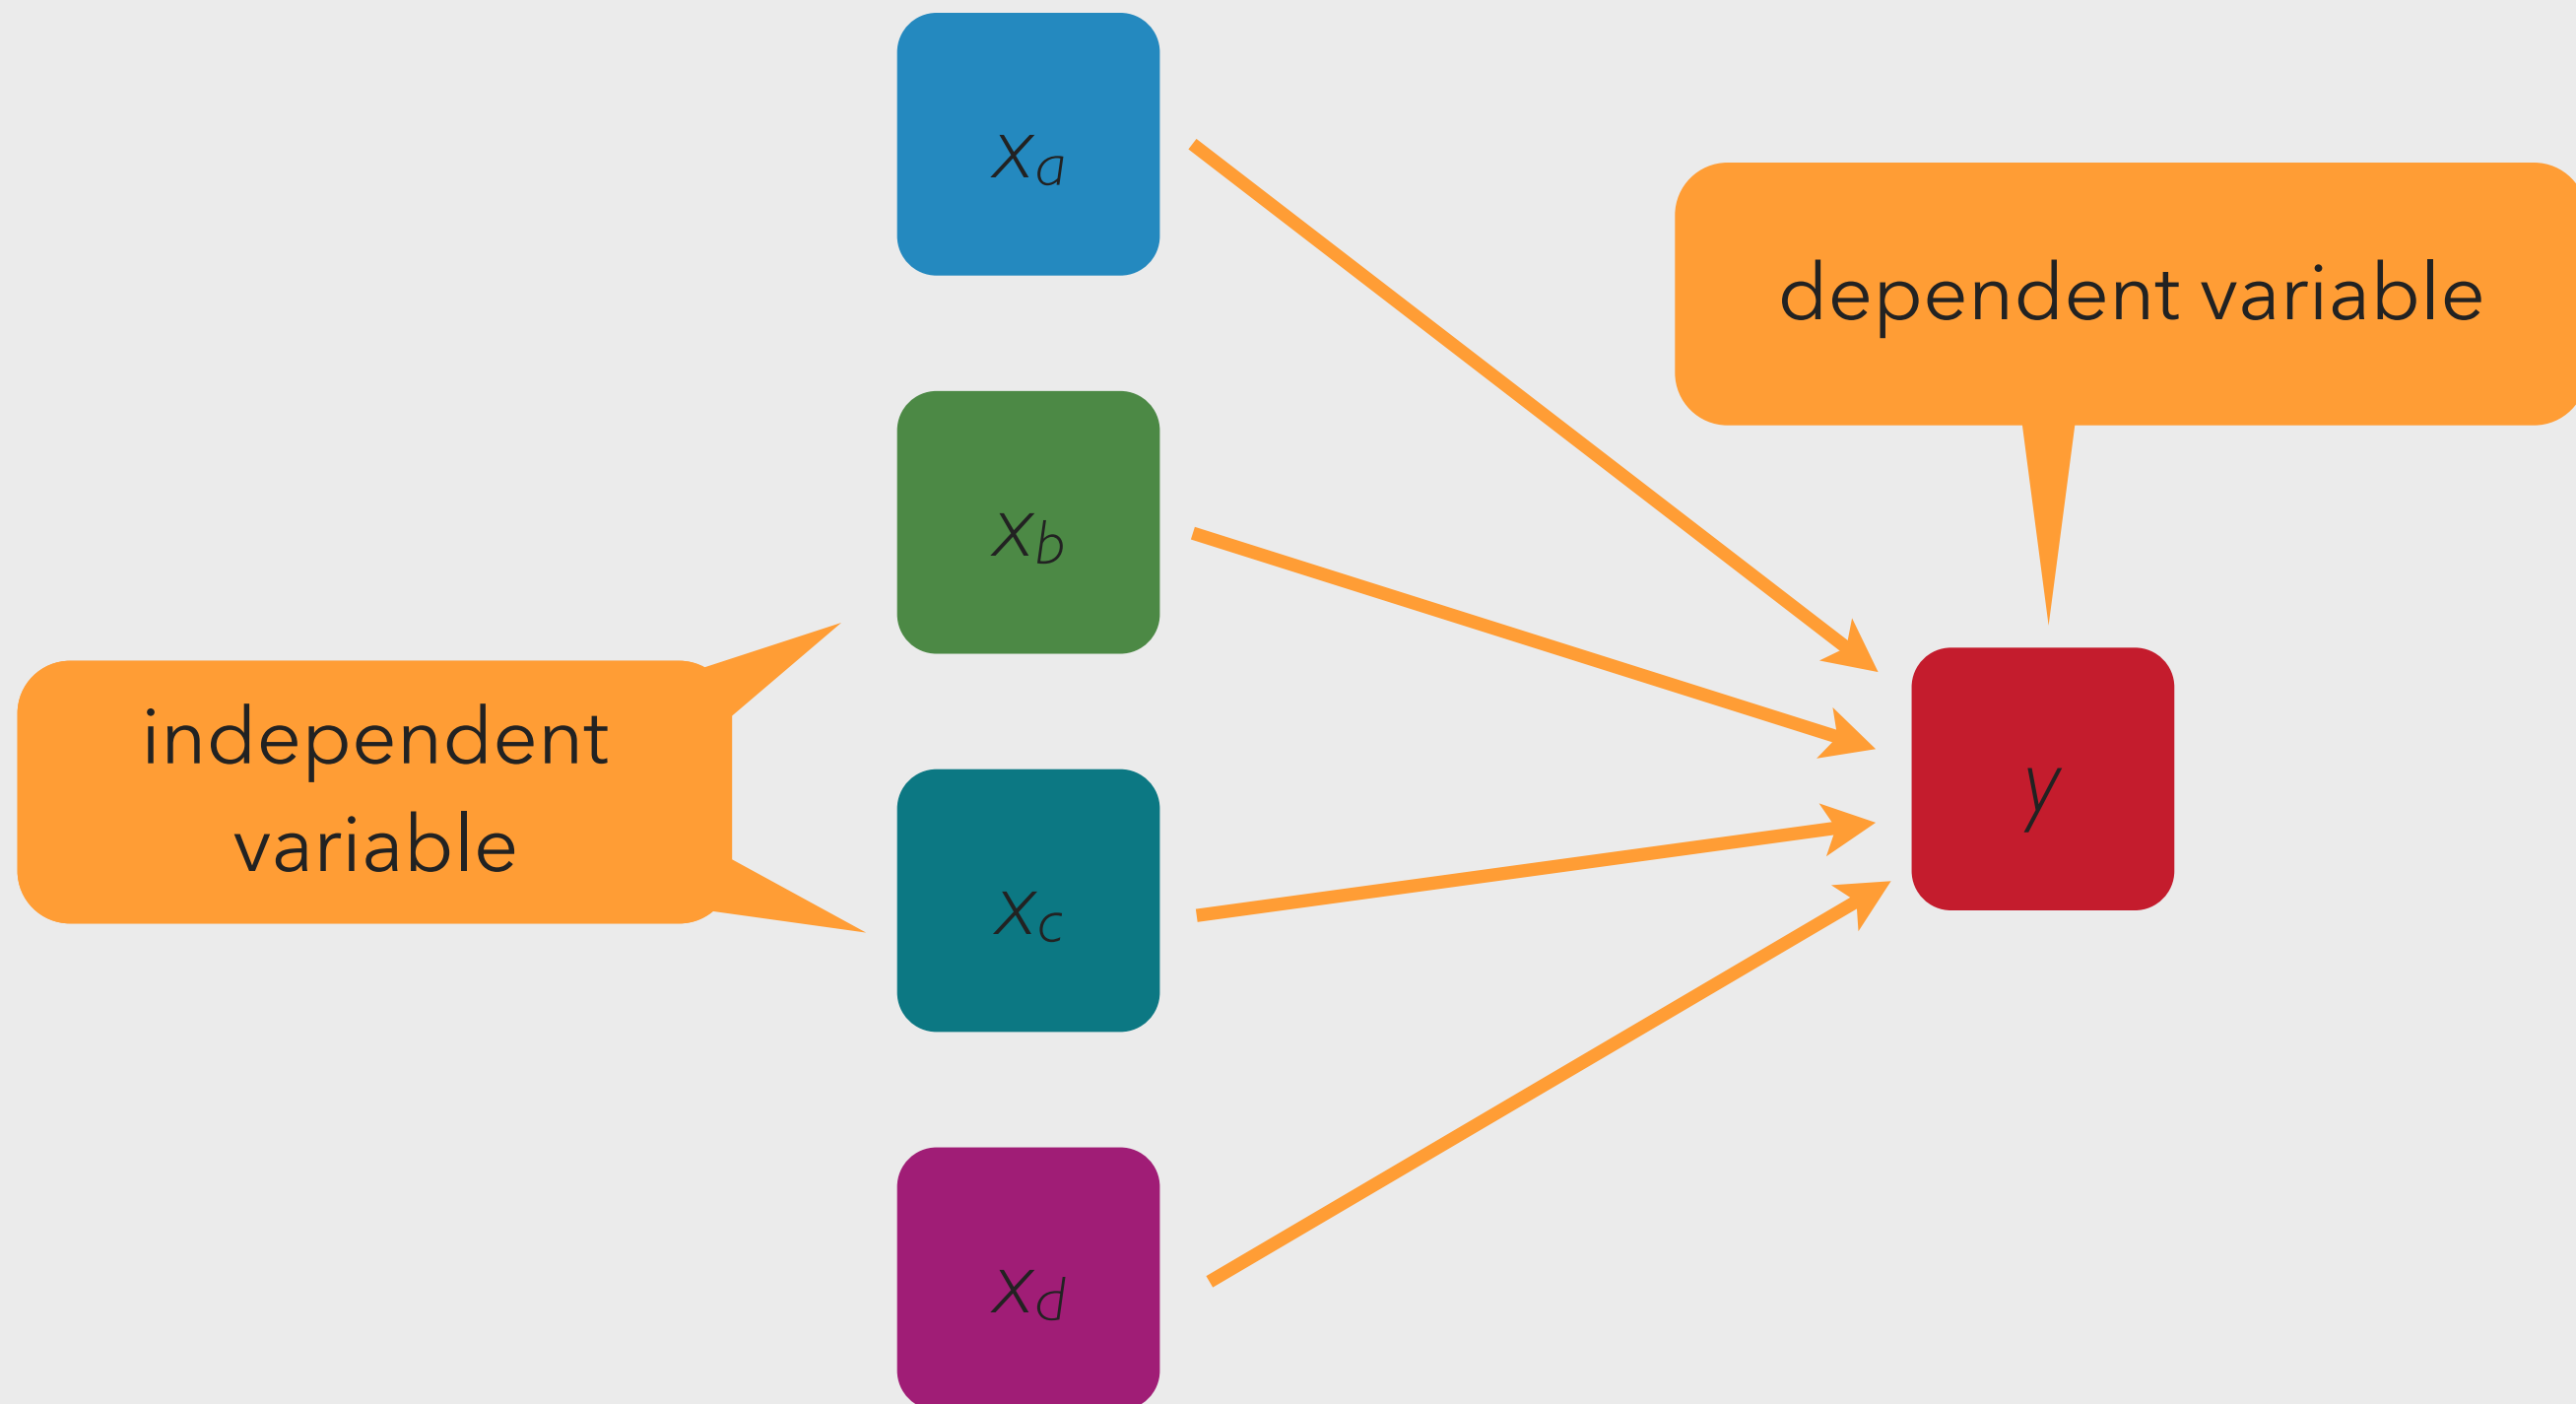 xa
dependent variable
xb
independent
variable
y
xc
xd